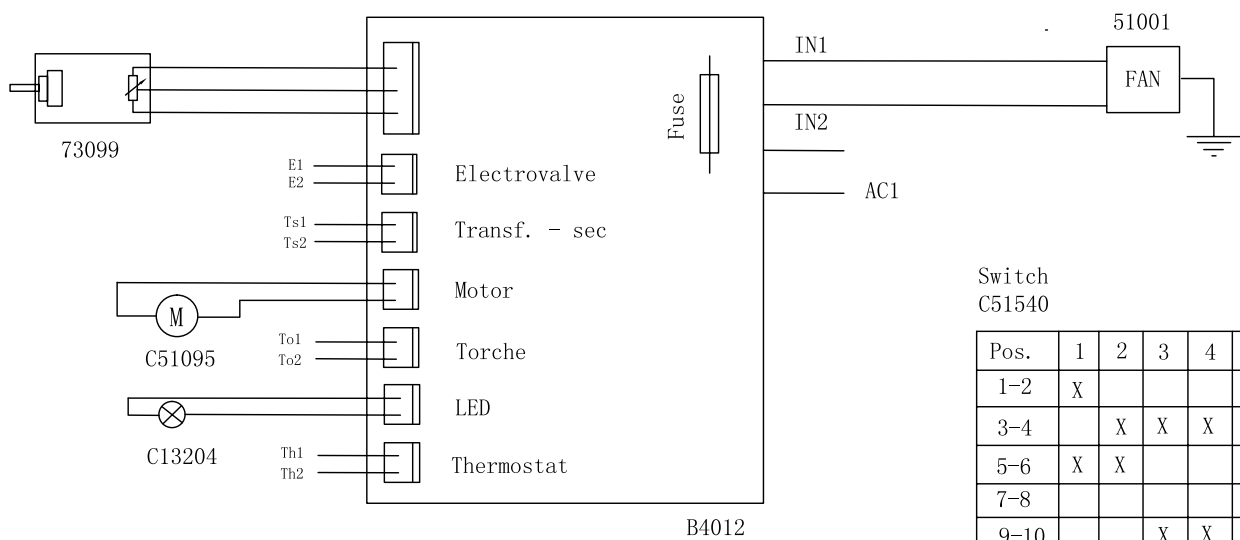 51001
IN1
FAN
73099
Fuse
IN2
E1
E2
Electrovalve
AC1
Ts1
Ts2
Transf. - sec
Motor
M
C51095
Switch
C51540
To1
To2
Torche
LED
C13204
Th1
Th2
Thermostat
B4012
Pos. 1 2 3 4
1-2 X
3-4 X X X
5-6 X X
7-8
9-10 X X